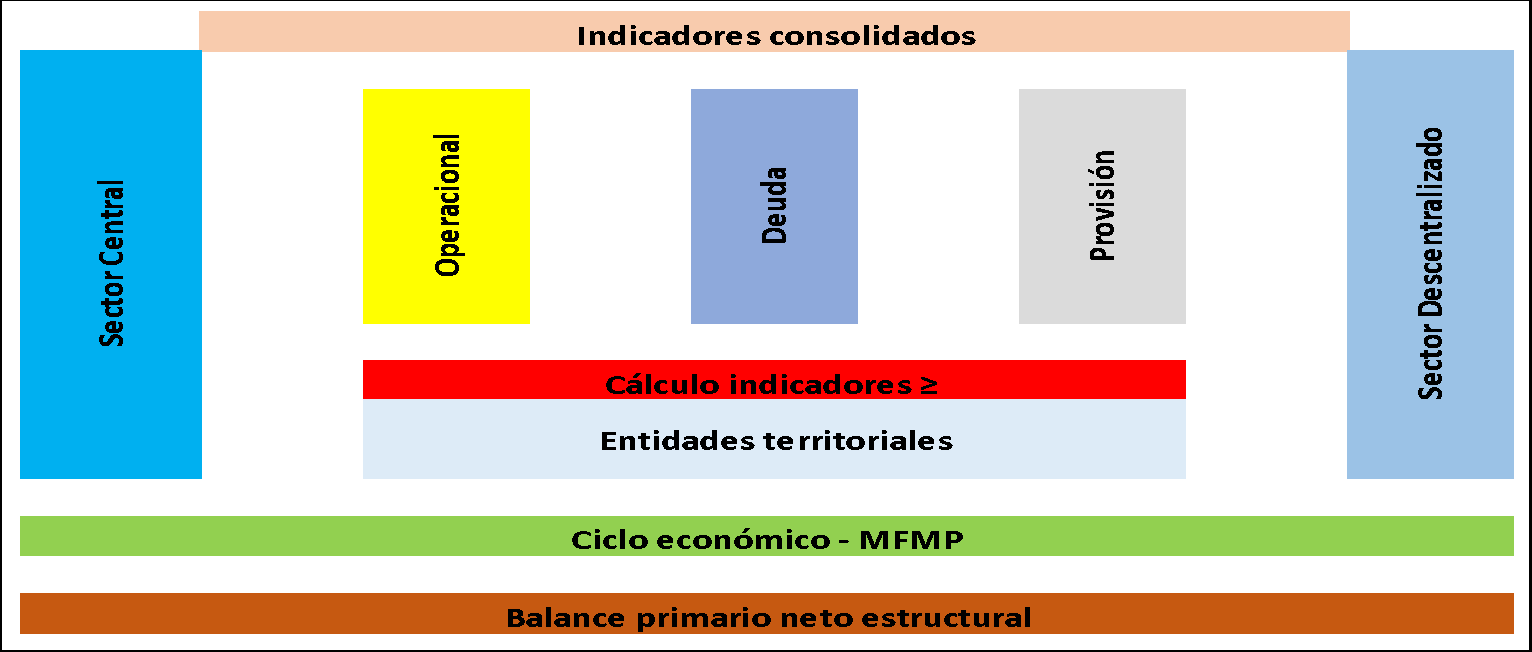 Indicadores consolidados
Sector Central
Operacional
Deuda
Provisión
Sector Descentralizado
Cálculo indicadores ≥
Entidades territoriales
Ciclo económico - MFMP
Balance primario neto estructural